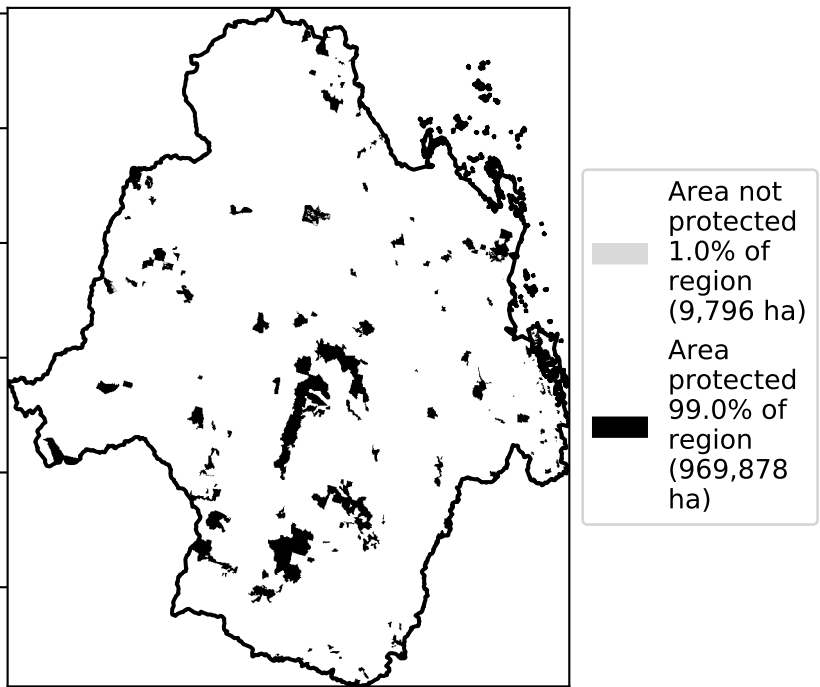 Area not
protected
1.0% of
region
(9,796 ha)
Area
protected
99.0% of
region
(969,878
ha)